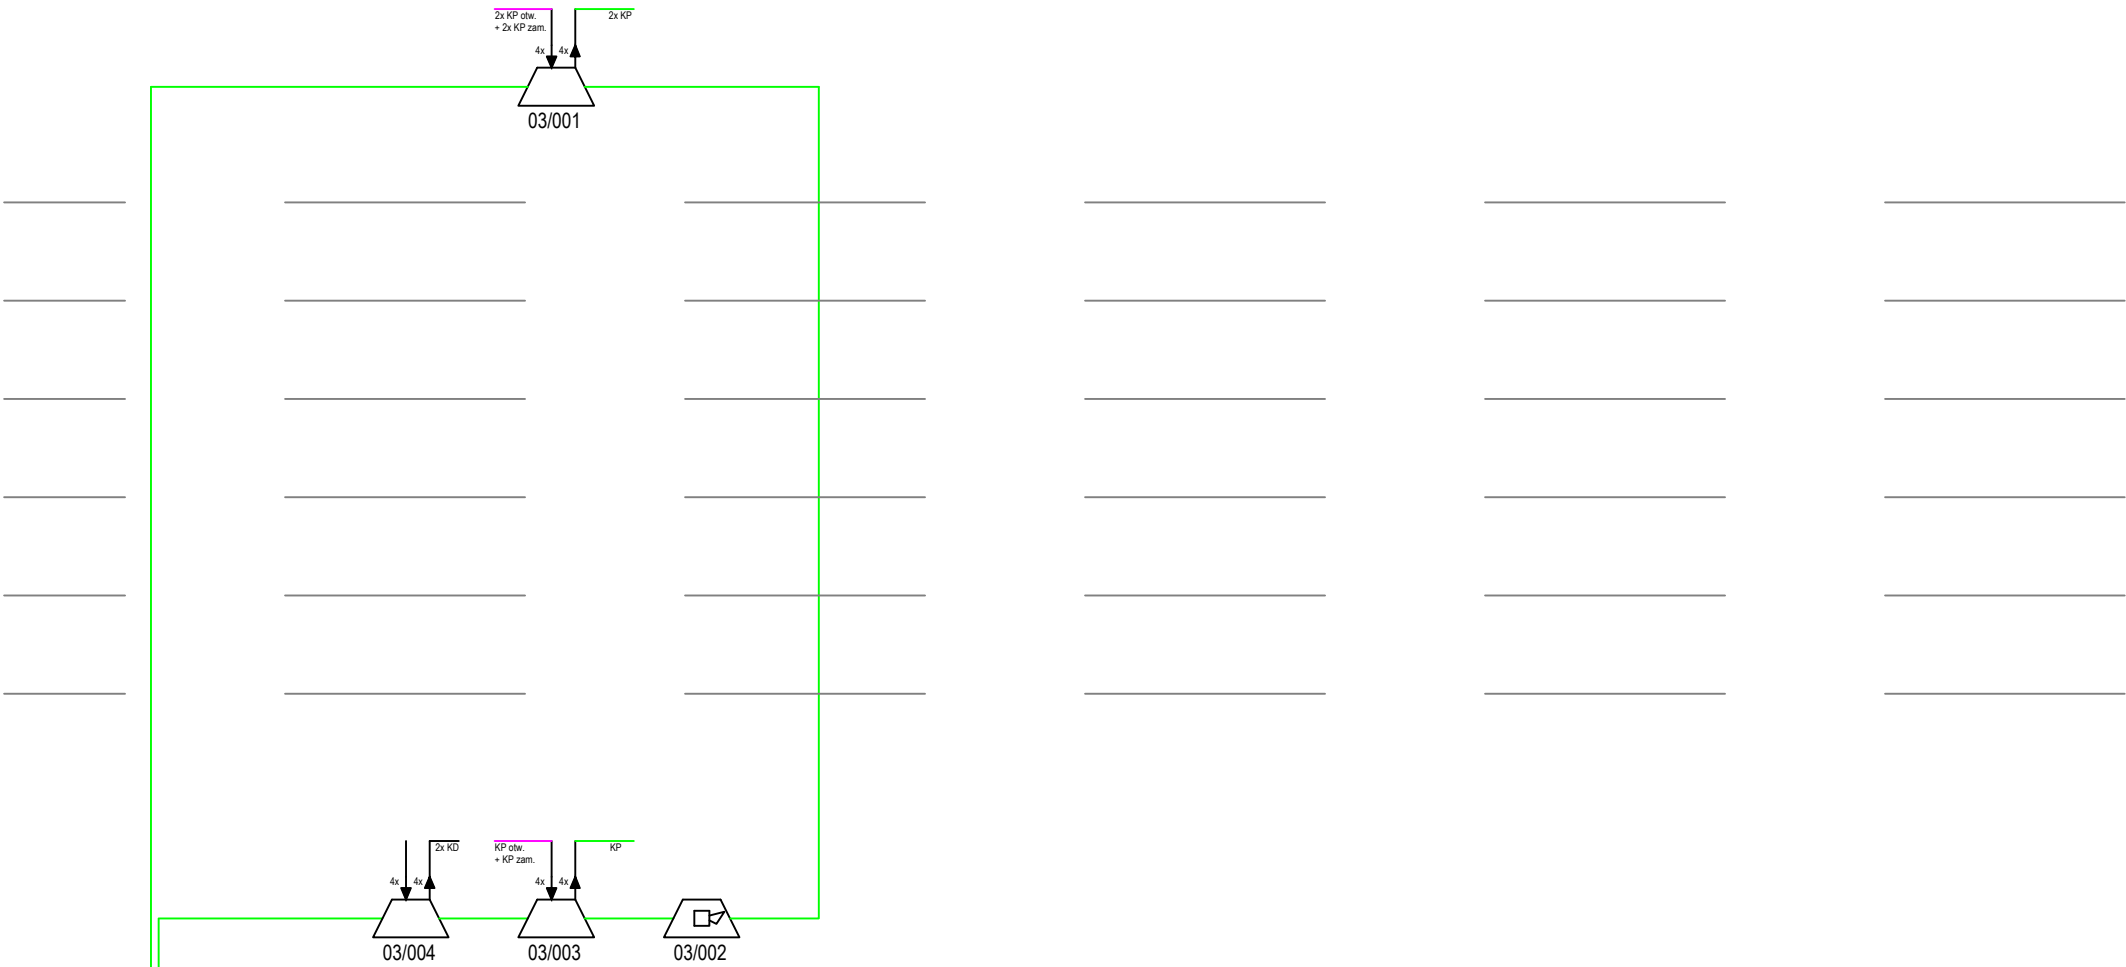 2x KP otw.
+ 2x KP zam.
2x KP
4x
4x
03/001
2x KD
KP otw.
+ KP zam.
KP
4x
4x
4x
4x
03/004
03/003
03/002